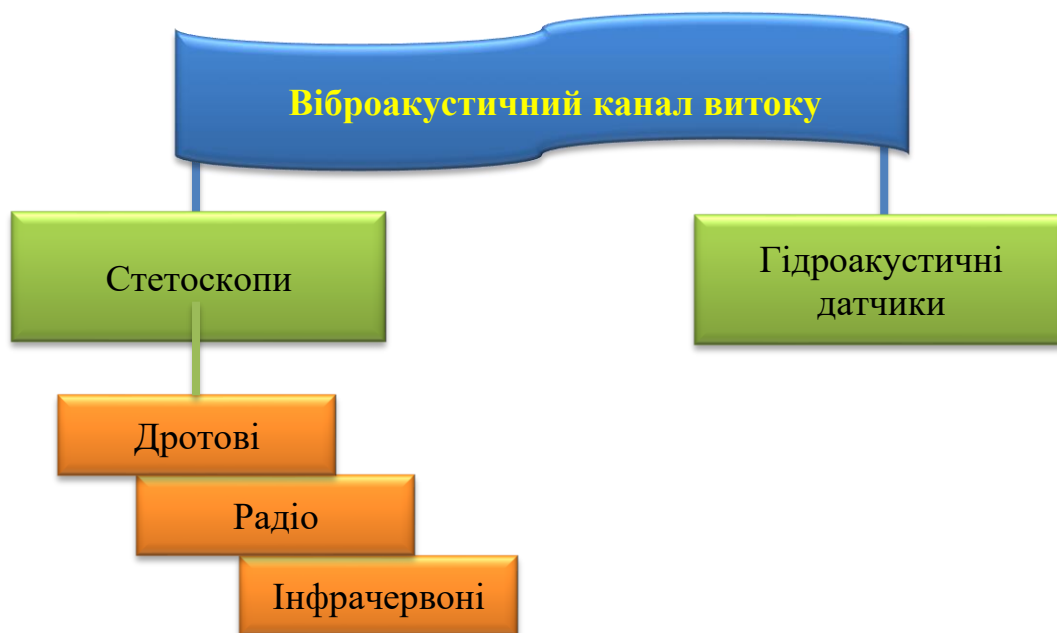 Віброакустичний канал витоку
Стетоскопи
Гідроакустичні
датчики
Дротові
Радіо
Інфрачервоні